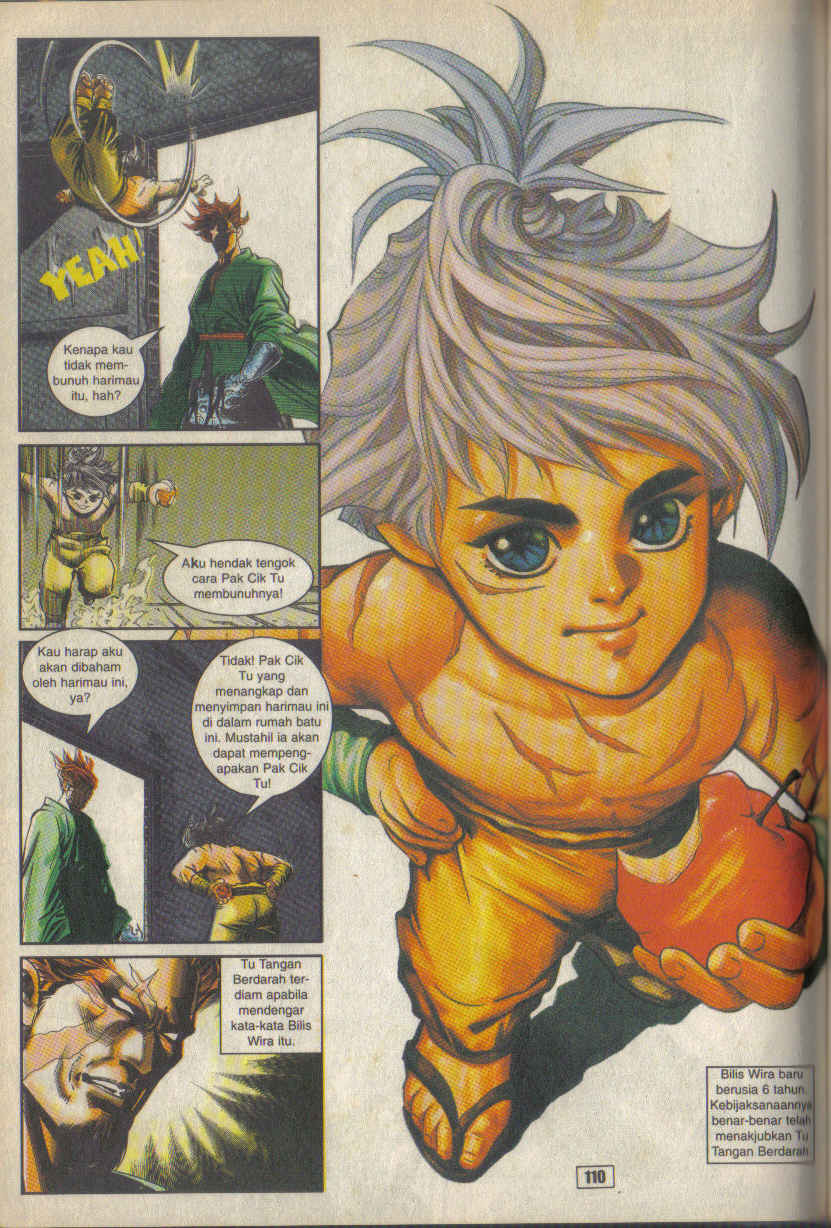 YEAH!
Kenapa kau
tidak mem-
bunuh harimau
itu, hah?
Aku hendak tengok
cara Pak Cik Tu
membunuhnya!
Kau harap aku
akan dibaham
oleh harimau ini,
ya?
Tidak! Pak Cik
Tu yang
menangkap dan
menyimpan harimau ini
di dalam rumah batu
ini. Mustahil ia akan
dapat mempeng-
apakan Pak Cik
Tu!
Tu Tangan
Berdarah ter-
diam apabila
mendengar
kata-kata Bilis
Wira itu.
Bilis Wira baru
berusia 6 tahun.
Kebijaksanaannya
benar-benar telah
menakjubkan Tu
Tangan Berdarah
110